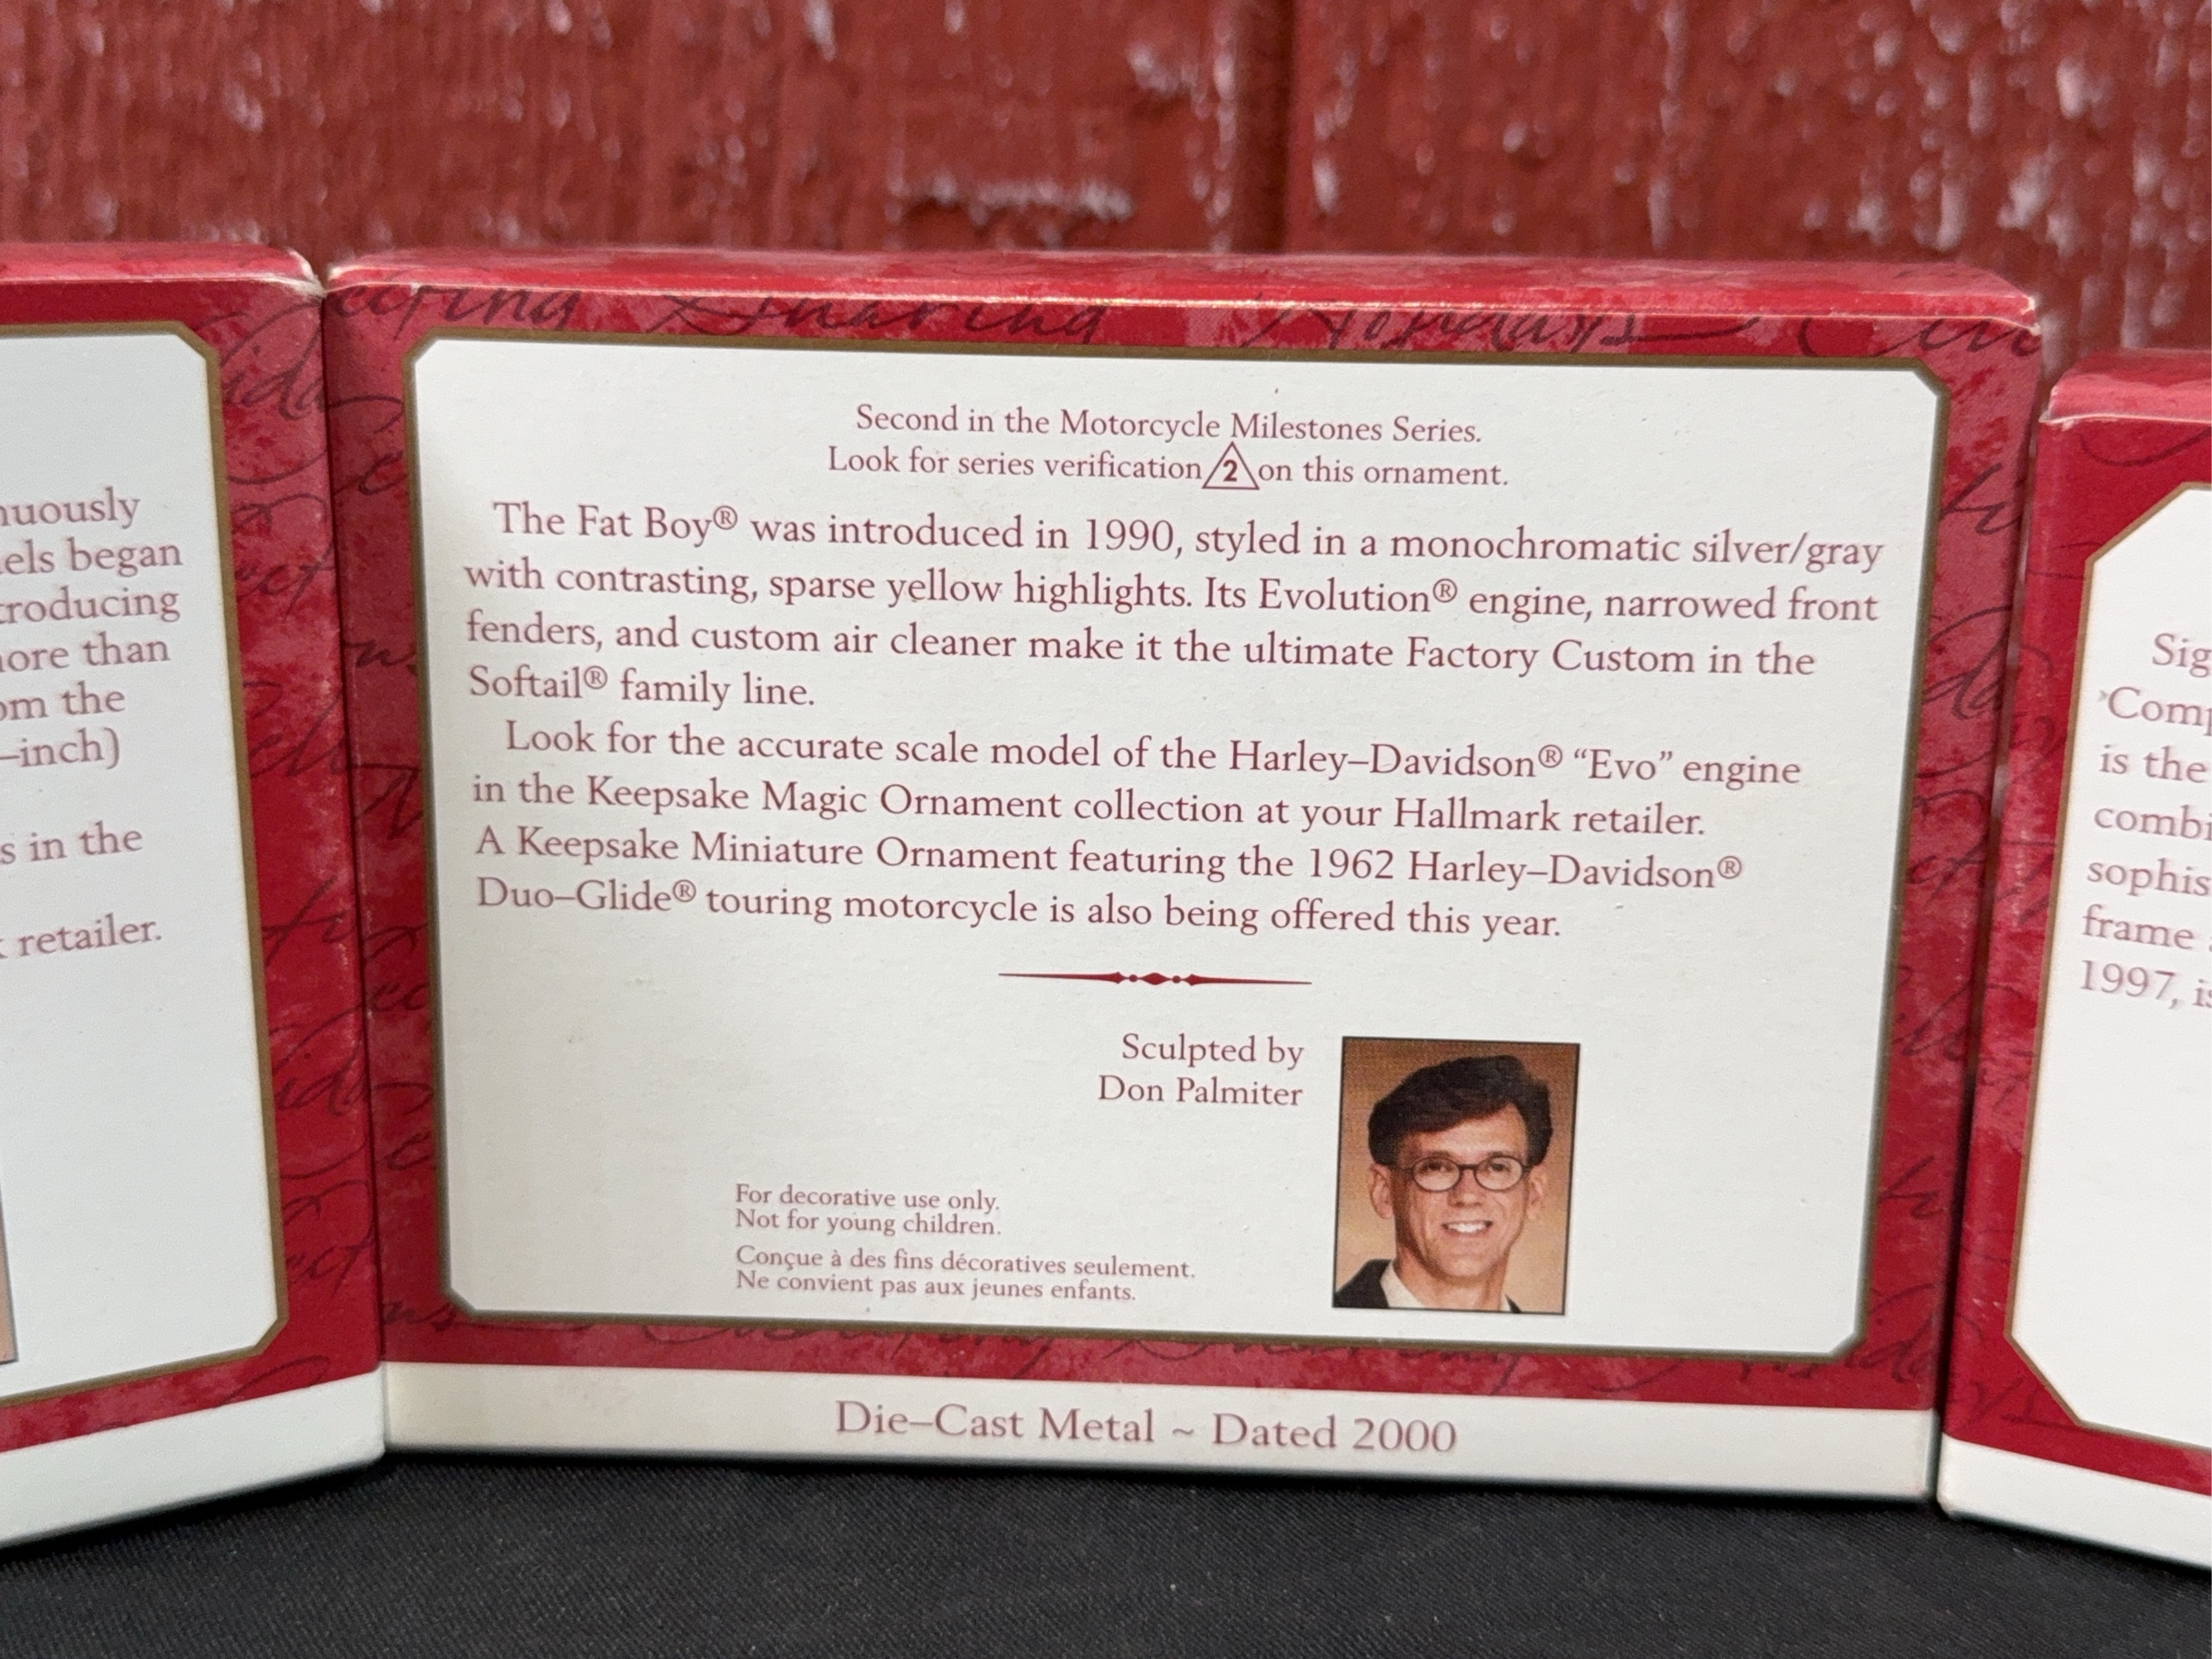 nuously
els began
troducing
ore than
om the
–inch)
s in the
retailer.
Second in the Motorcycle Milestones Series.
Look for series verification 2 on this ornament.
The Fat Boy® was introduced in 1990, styled in a monochromatic silver/gray
with contrasting, sparse yellow highlights. Its Evolution® engine, narrowed front
fenders, and custom air cleaner make it the ultimate Factory Custom in the
Softail® family line.
Look for the accurate scale model of the Harley–Davidson® “Evo” engine
in the Keepsake Magic Ornament collection at your Hallmark retailer.
A Keepsake Miniature Ornament featuring the 1962 Harley–Davidson®
Duo–Glide® touring motorcycle is also being offered this year.
Sculpted by
Don Palmiter
For decorative use only.
Not for young children.
Conçue à des fins décoratives seulement.
Ne convient pas aux jeunes enfants.
Die–Cast Metal ~ Dated 2000
Sig
'Comp
is the
combi
sophis
frame
1997, is